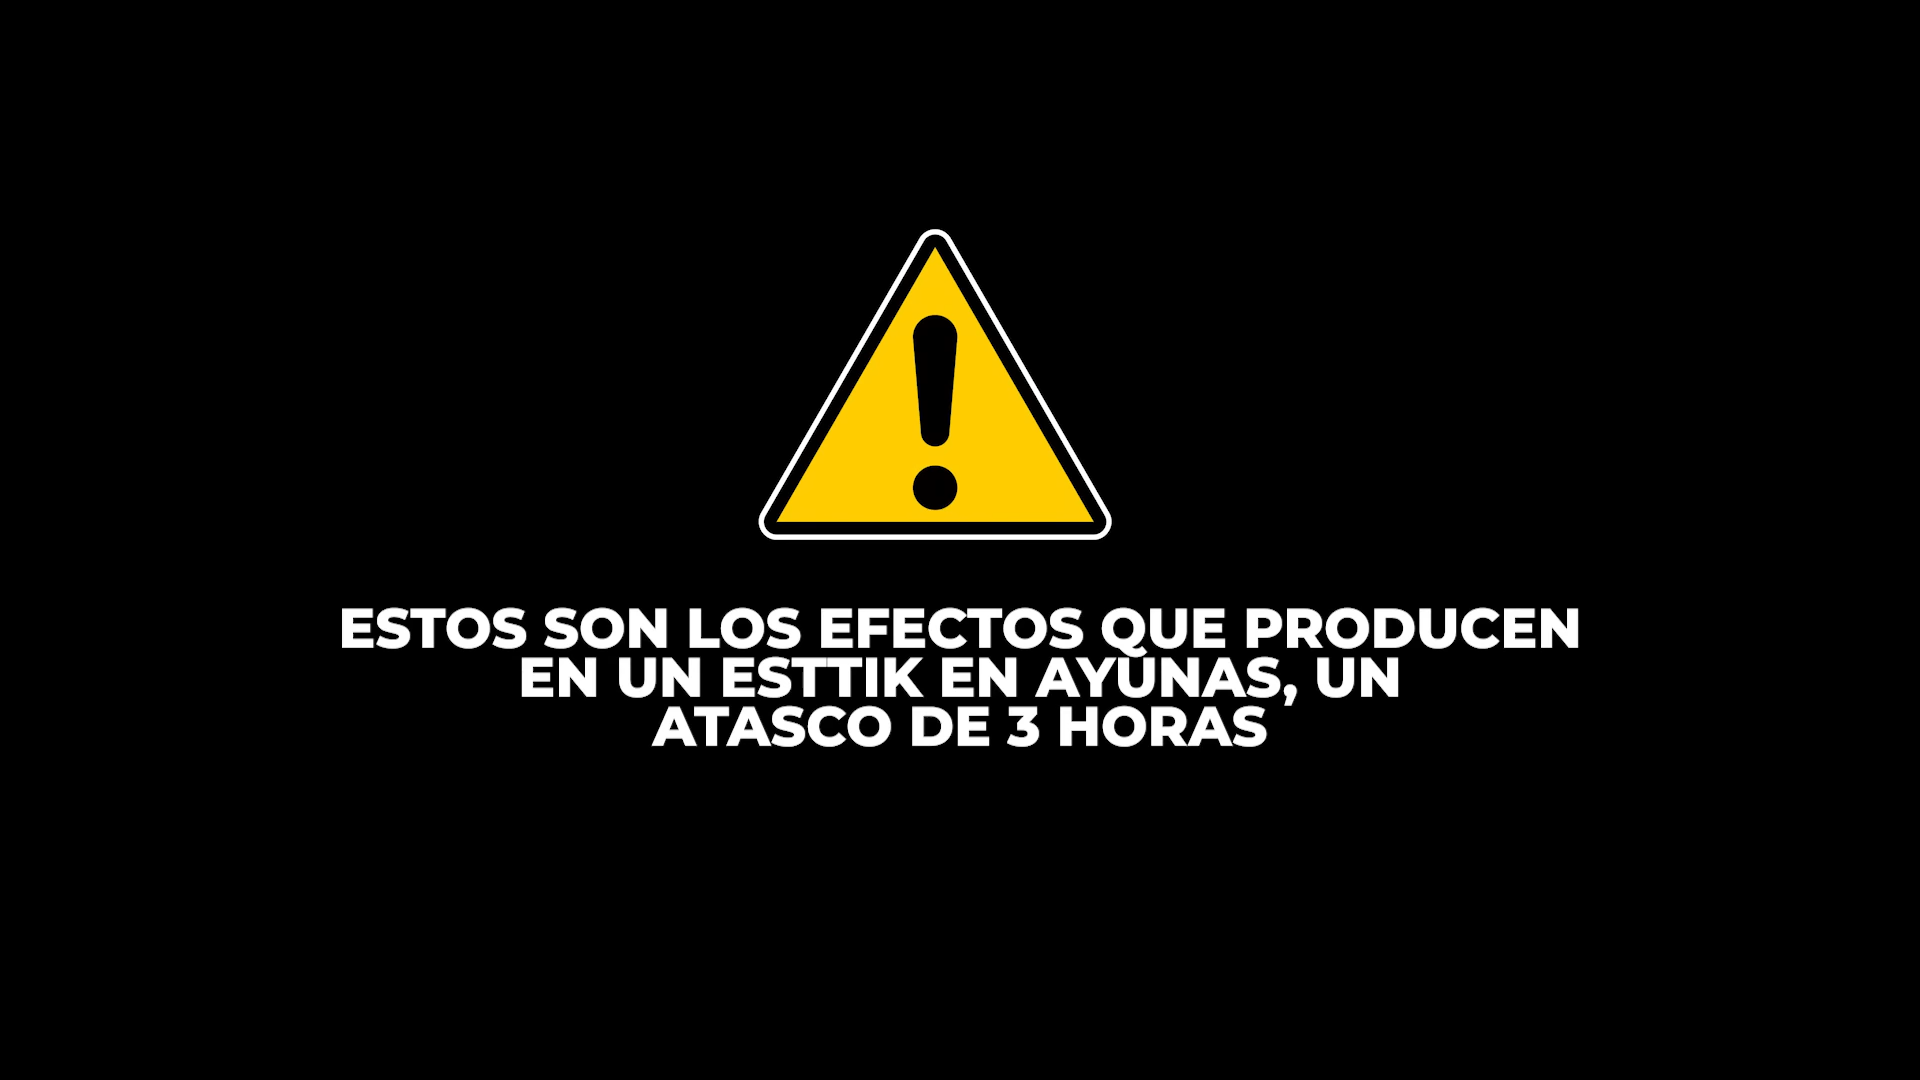 ESTOS SON LOS EFECTOS QUE PRODUCEN
EN UN ESTTIK EN AYUNAS, UN
ATASCO DE 3 HORAS